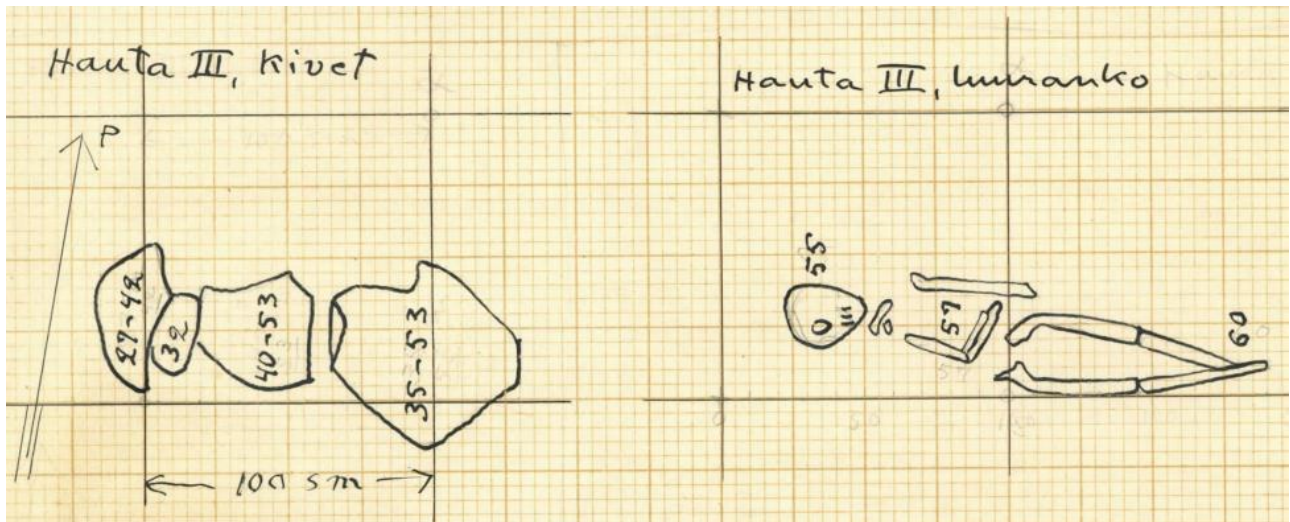 Hauta III, kivet
P
27-42
32
40-53
35-53
100 sm
Hauta III, luuranko
55
57
60